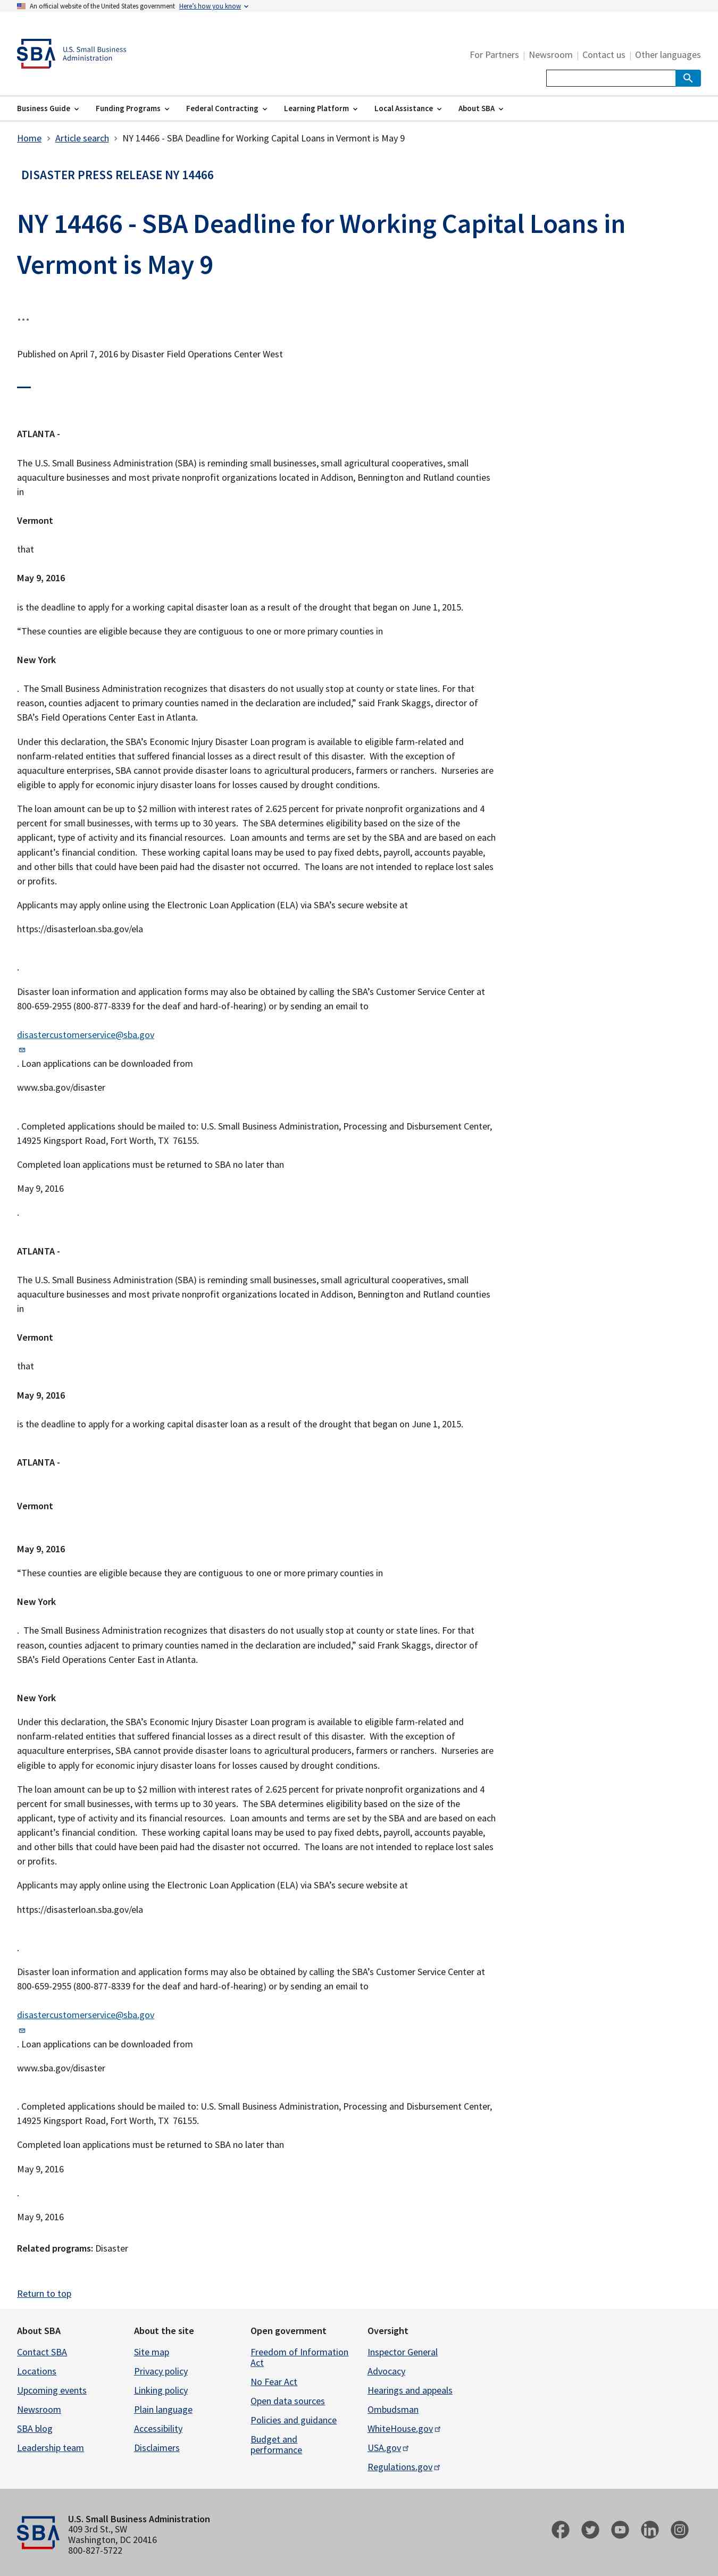 An official website of the United States government Here's how you know
U.S. Small Business
Administration
SBA
For Partners | Newsroom | Contact us | Other languages
Business Guide Funding Programs Federal Contracting Learning Platform Local Assistance About SBA
Home > Article search > NY 14466 - SBA Deadline for Working Capital Loans in Vermont is May 9
DISASTER PRESS RELEASE NY 14466
NY 14466 - SBA Deadline for Working Capital Loans in
Vermont is May 9
...
Published on April 7, 2016 by Disaster Field Operations Center West
ATLANTA -
The U.S. Small Business Administration (SBA) is reminding small businesses, small agricultural cooperatives, small
aquaculture businesses and most private nonprofit organizations located in Addison, Bennington and Rutland counties
in
Vermont
that
May 9, 2016
is the deadline to apply for a working capital disaster loan as a result of the drought that began on June 1, 2015.
“These counties are eligible because they are contiguous to one or more primary counties in
New York
. The Small Business Administration recognizes that disasters do not usually stop at county or state lines. For that
reason, counties adjacent to primary counties named in the declaration are included,” said Frank Skaggs, director of
SBA’s Field Operations Center East in Atlanta.
Under this declaration, the SBA’s Economic Injury Disaster Loan program is available to eligible farm-related and
nonfarm-related entities that suffered financial losses as a direct result of this disaster. With the exception of
aquaculture enterprises, SBA cannot provide disaster loans to agricultural producers, farmers or ranchers. Nurseries are
eligible to apply for economic injury disaster loans for losses caused by drought conditions.
The loan amount can be up to $2 million with interest rates of 2.625 percent for private nonprofit organizations and 4
percent for small businesses, with terms up to 30 years. The SBA determines eligibility based on the size of the
applicant, type of activity and its financial resources. Loan amounts and terms are set by the SBA and are based on each
applicant’s financial condition. These working capital loans may be used to pay fixed debts, payroll, accounts payable,
and other bills that could have been paid had the disaster not occurred. The loans are not intended to replace lost sales
or profits.
Applicants may apply online using the Electronic Loan Application (ELA) via SBA’s secure website at
https://disasterloan.sba.gov/ela
.
Disaster loan information and application forms may also be obtained by calling the SBA’s Customer Service Center at
800-659-2955 (800-877-8339 for the deaf and hard-of-hearing) or by sending an email to
disastercustomerservice@sba.gov
. Loan applications can be downloaded from
www.sba.gov/disaster
. Completed applications should be mailed to: U.S. Small Business Administration, Processing and Disbursement Center,
14925 Kingsport Road, Fort Worth, TX 76155.
Completed loan applications must be returned to SBA no later than
May 9, 2016
.
ATLANTA -
The U.S. Small Business Administration (SBA) is reminding small businesses, small agricultural cooperatives, small
aquaculture businesses and most private nonprofit organizations located in Addison, Bennington and Rutland counties
in
Vermont
that
May 9, 2016
is the deadline to apply for a working capital disaster loan as a result of the drought that began on June 1, 2015.
ATLANTA -
Vermont
May 9, 2016
“These counties are eligible because they are contiguous to one or more primary counties in
New York
. The Small Business Administration recognizes that disasters do not usually stop at county or state lines. For that
reason, counties adjacent to primary counties named in the declaration are included,” said Frank Skaggs, director of
SBA’s Field Operations Center East in Atlanta.
New York
Under this declaration, the SBA’s Economic Injury Disaster Loan program is available to eligible farm-related and
nonfarm-related entities that suffered financial losses as a direct result of this disaster. With the exception of
aquaculture enterprises, SBA cannot provide disaster loans to agricultural producers, farmers or ranchers. Nurseries are
eligible to apply for economic injury disaster loans for losses caused by drought conditions.
The loan amount can be up to $2 million with interest rates of 2.625 percent for private nonprofit organizations and 4
percent for small businesses, with terms up to 30 years. The SBA determines eligibility based on the size of the
applicant, type of activity and its financial resources. Loan amounts and terms are set by the SBA and are based on each
applicant’s financial condition. These working capital loans may be used to pay fixed debts, payroll, accounts payable,
and other bills that could have been paid had the disaster not occurred. The loans are not intended to replace lost sales
or profits.
Applicants may apply online using the Electronic Loan Application (ELA) via SBA’s secure website at
https://disasterloan.sba.gov/ela
.
Disaster loan information and application forms may also be obtained by calling the SBA’s Customer Service Center at
800-659-2955 (800-877-8339 for the deaf and hard-of-hearing) or by sending an email to
disastercustomerservice@sba.gov
. Loan applications can be downloaded from
www.sba.gov/disaster
. Completed applications should be mailed to: U.S. Small Business Administration, Processing and Disbursement Center,
14925 Kingsport Road, Fort Worth, TX 76155.
Completed loan applications must be returned to SBA no later than
May 9, 2016
.
May 9, 2016
Related programs: Disaster
Return to top
About SBA
Contact SBA
Locations
Upcoming events
Newsroom
SBA blog
Leadership team
About the site
Site map
Privacy policy
Linking policy
Plain language
Accessibility
Disclaimers
Open government
Freedom of Information
Act
No Fear Act
Open data sources
Policies and guidance
Budget and
performance
Oversight
Inspector General
Advocacy
Hearings and appeals
Ombudsman
WhiteHouse.gov
USA.gov
Regulations.gov
SBA
U.S. Small Business Administration
409 3rd St., SW
Washington, DC 20416
800-827-5722